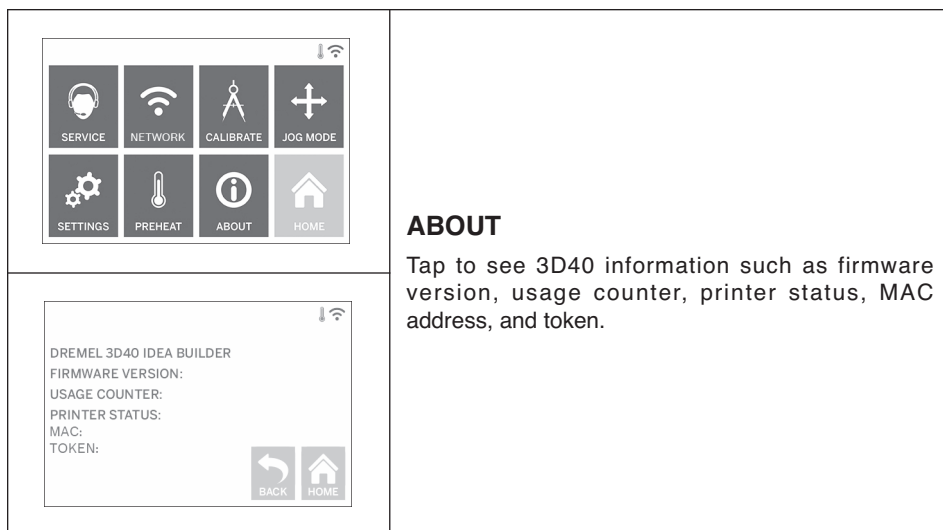 SERVICE NETWORK CALIBRATE JOG MODE
SETTINGS PREHEAT ABOUT HOME
DREMEL 3D40 IDEA BUILDER
FIRMWARE VERSION:
USAGE COUNTER:
PRINTER STATUS:
MAC:
TOKEN:
BACK HOME
ABOUT
Tap to see 3D40 information such as firmware
version, usage counter, printer status, MAC
address, and token.